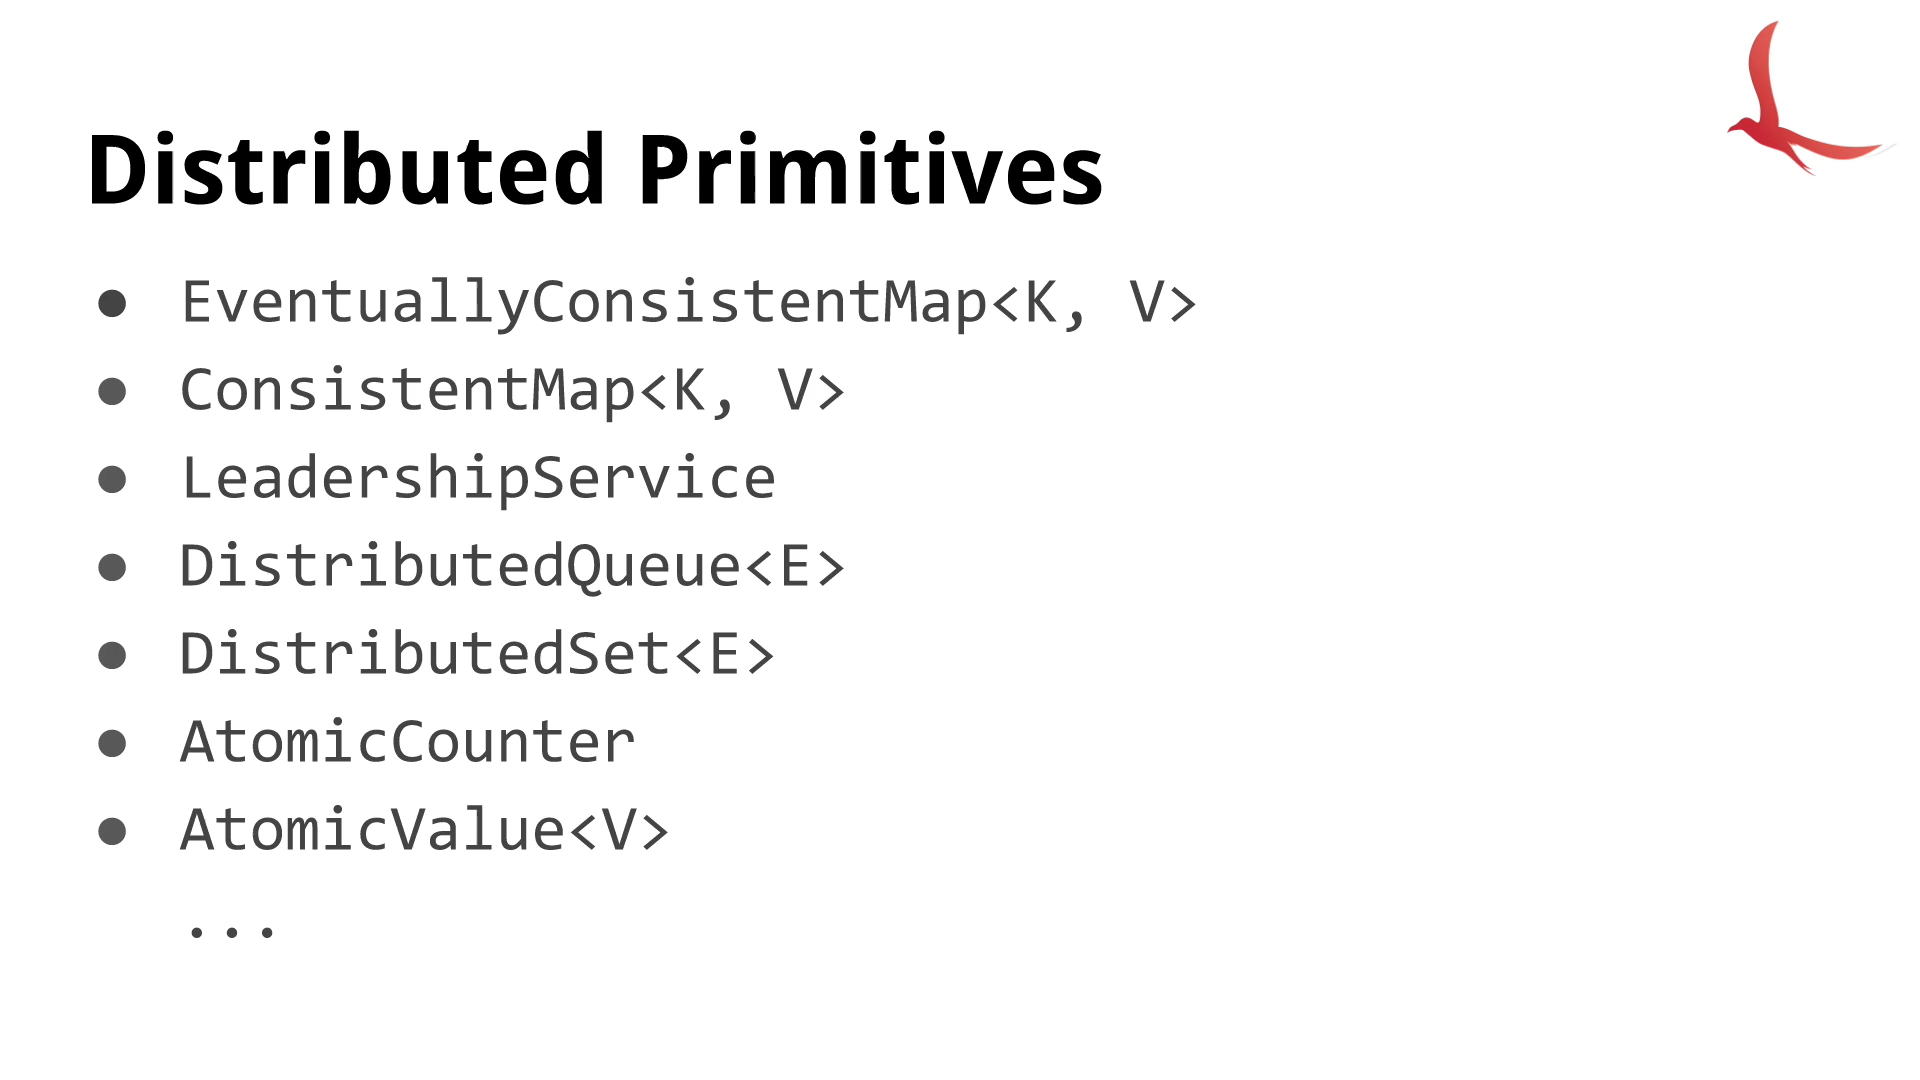 Distributed Primitives
● EventuallyConsistentMap<K, V>
● ConsistentMap<K, V>
● LeadershipService
● DistributedQueue<E>
● DistributedSet<E>
● AtomicCounter
● AtomicValue<V>
...